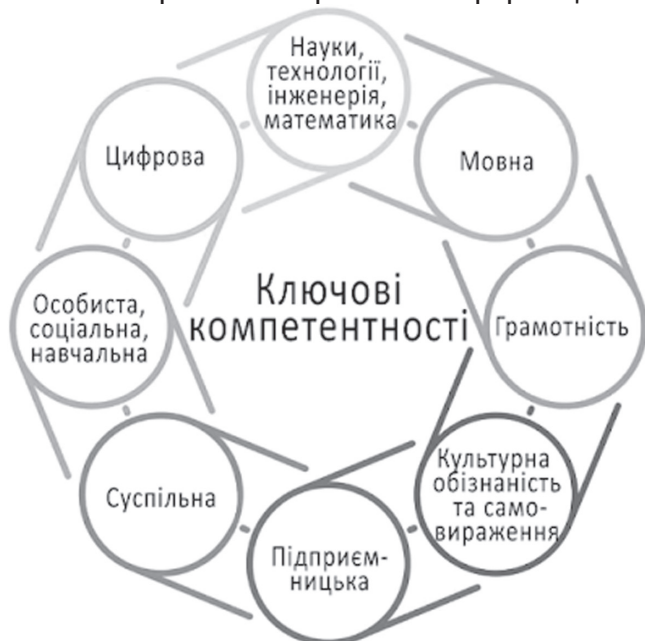 Науки,
технології,
інженерія,
математика
Мовна
Грамотність
Культурна
обізнаність
та само-
вираження
Підприєм-
ницька
Суспільна
Особиста,
соціальна,
навчальна
Цифрова
Ключові
компетентності